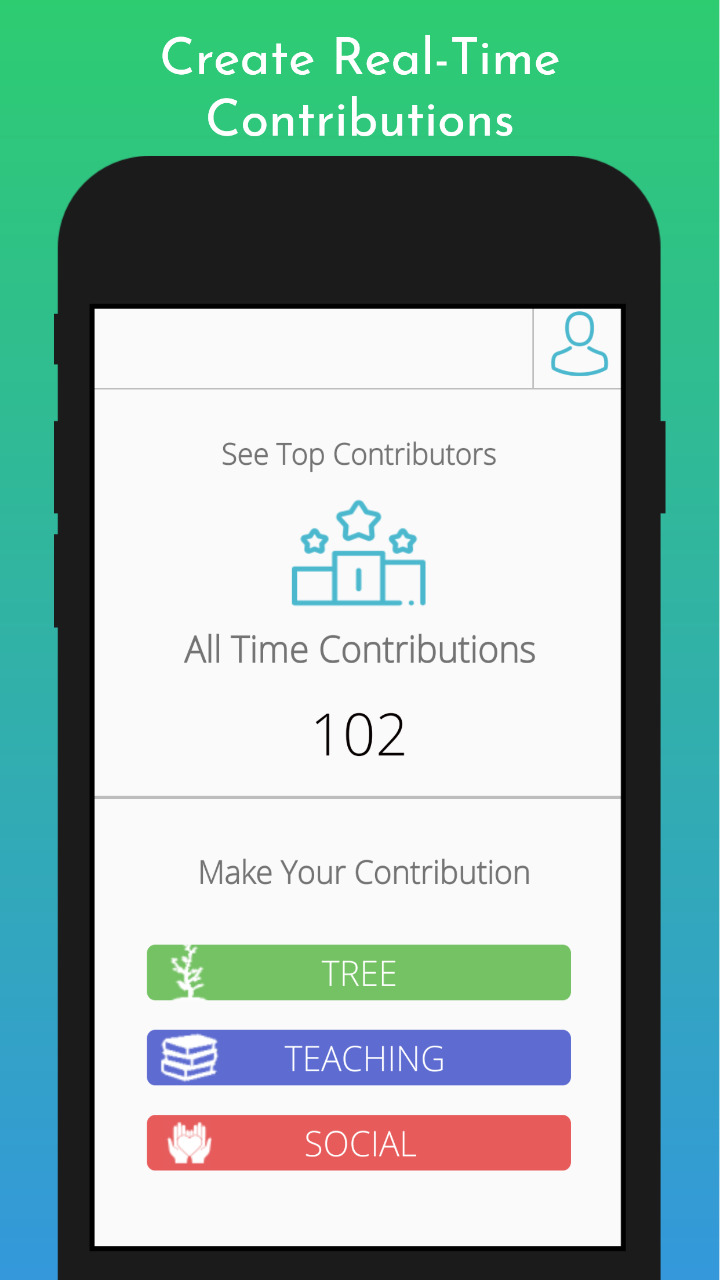 Create Real-Time
Contributions
See Top Contributors
All Time Contributions
102
Make Your Contribution
TREE
TEACHING
SOCIAL